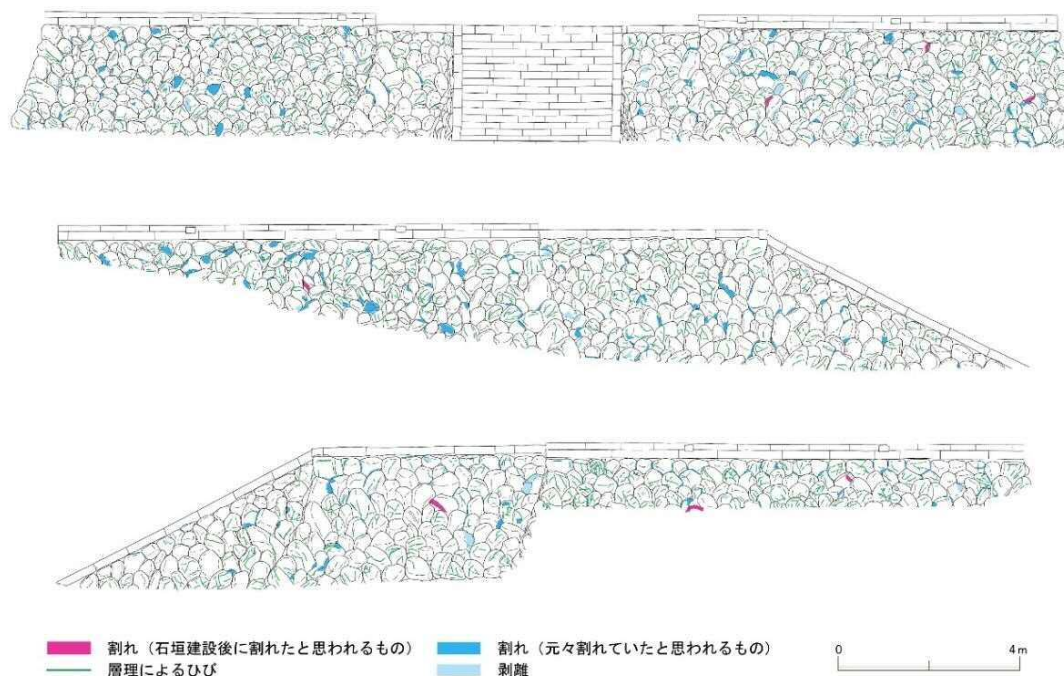 割れ（石垣建設後に割れたと思われるもの）
割れ（元々割れていたと思われるもの）
層理によるひび
剥離
0 4m